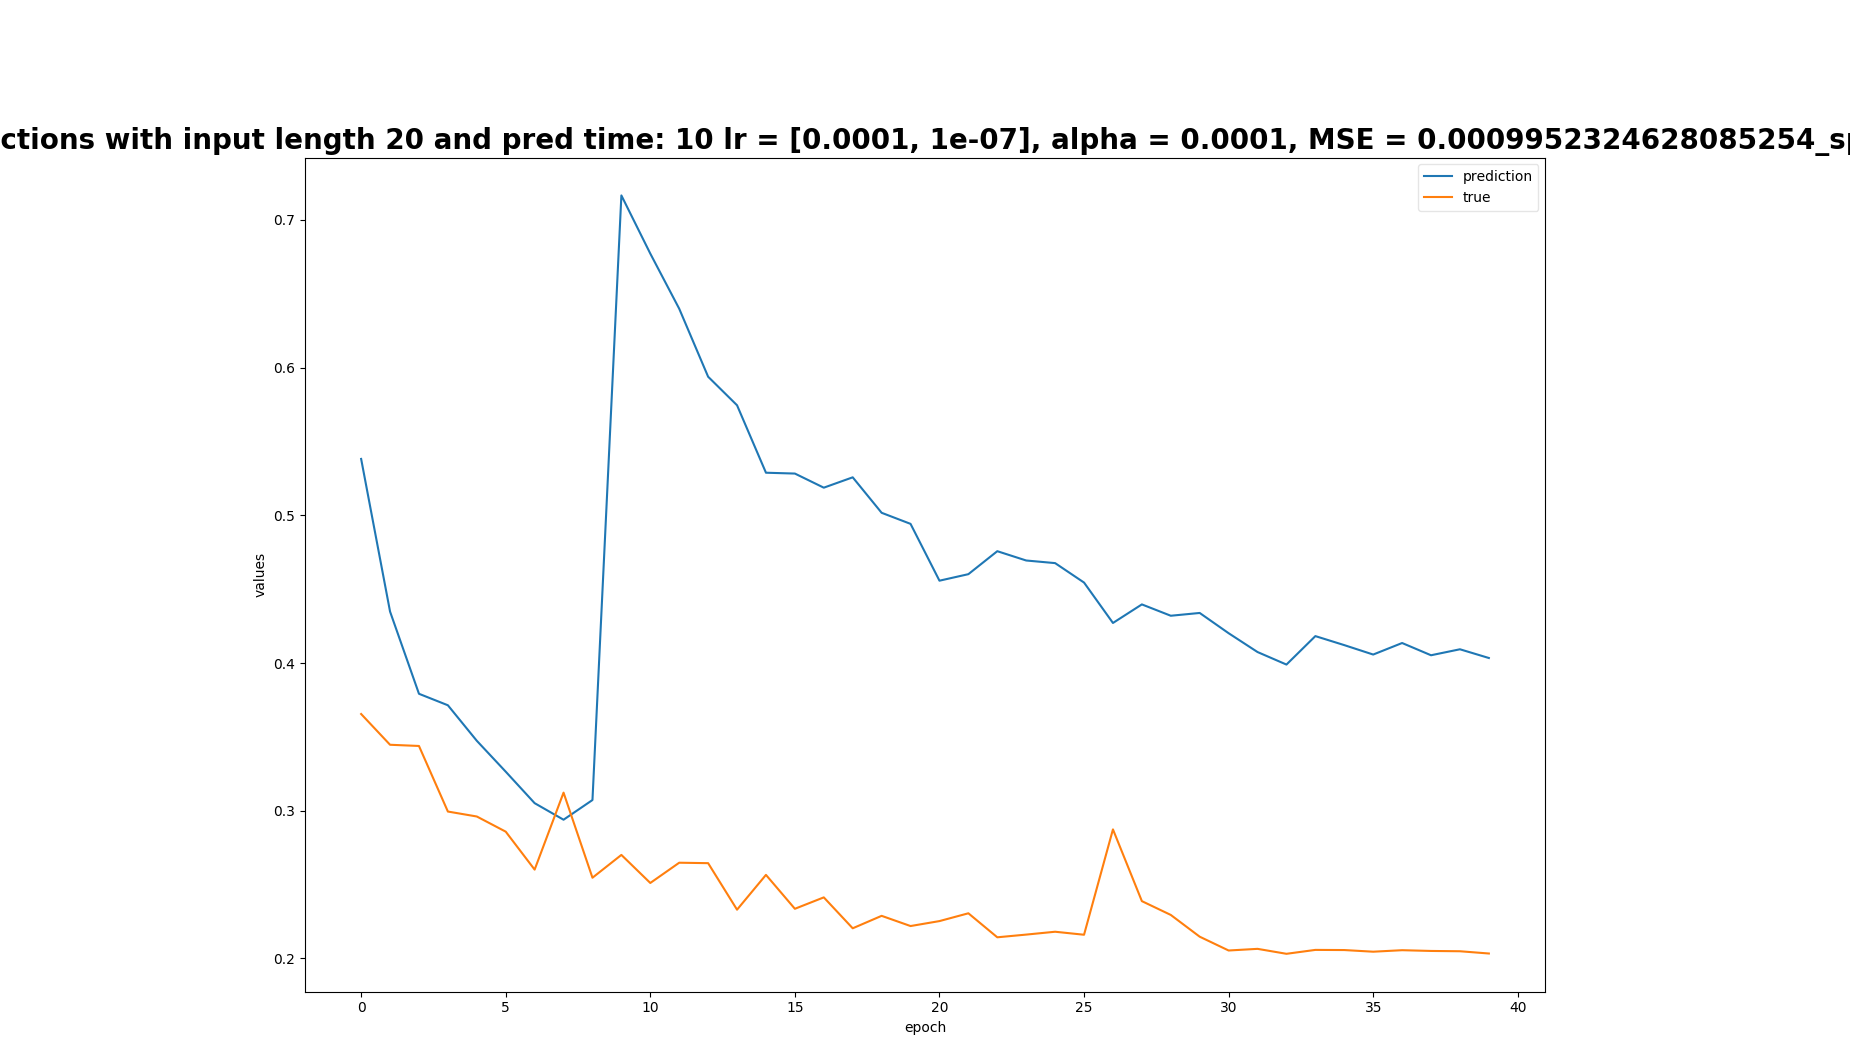 ctions with input length 20 and pred time: 10 lr = [0.0001, 1e-07], alpha = 0.0001, MSE = 0.0009952324628085254_sp
prediction
true
0.7
0.6
0.5
0.4
0.3
0.2
values
0 5 10 15 20 25 30 35 40
epoch